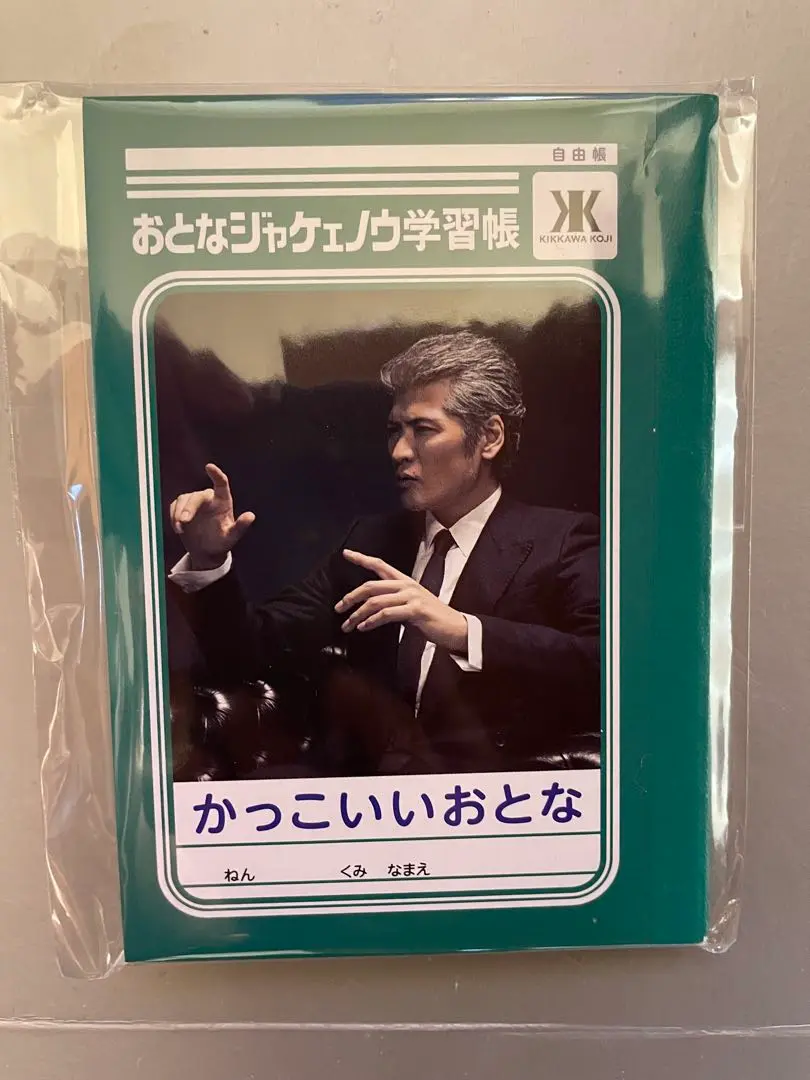 自由帳
おとなジャケェノウ学習帳
KK
KIKKAWA KOJI
かっこいいおとな
ねん くみ なまえ